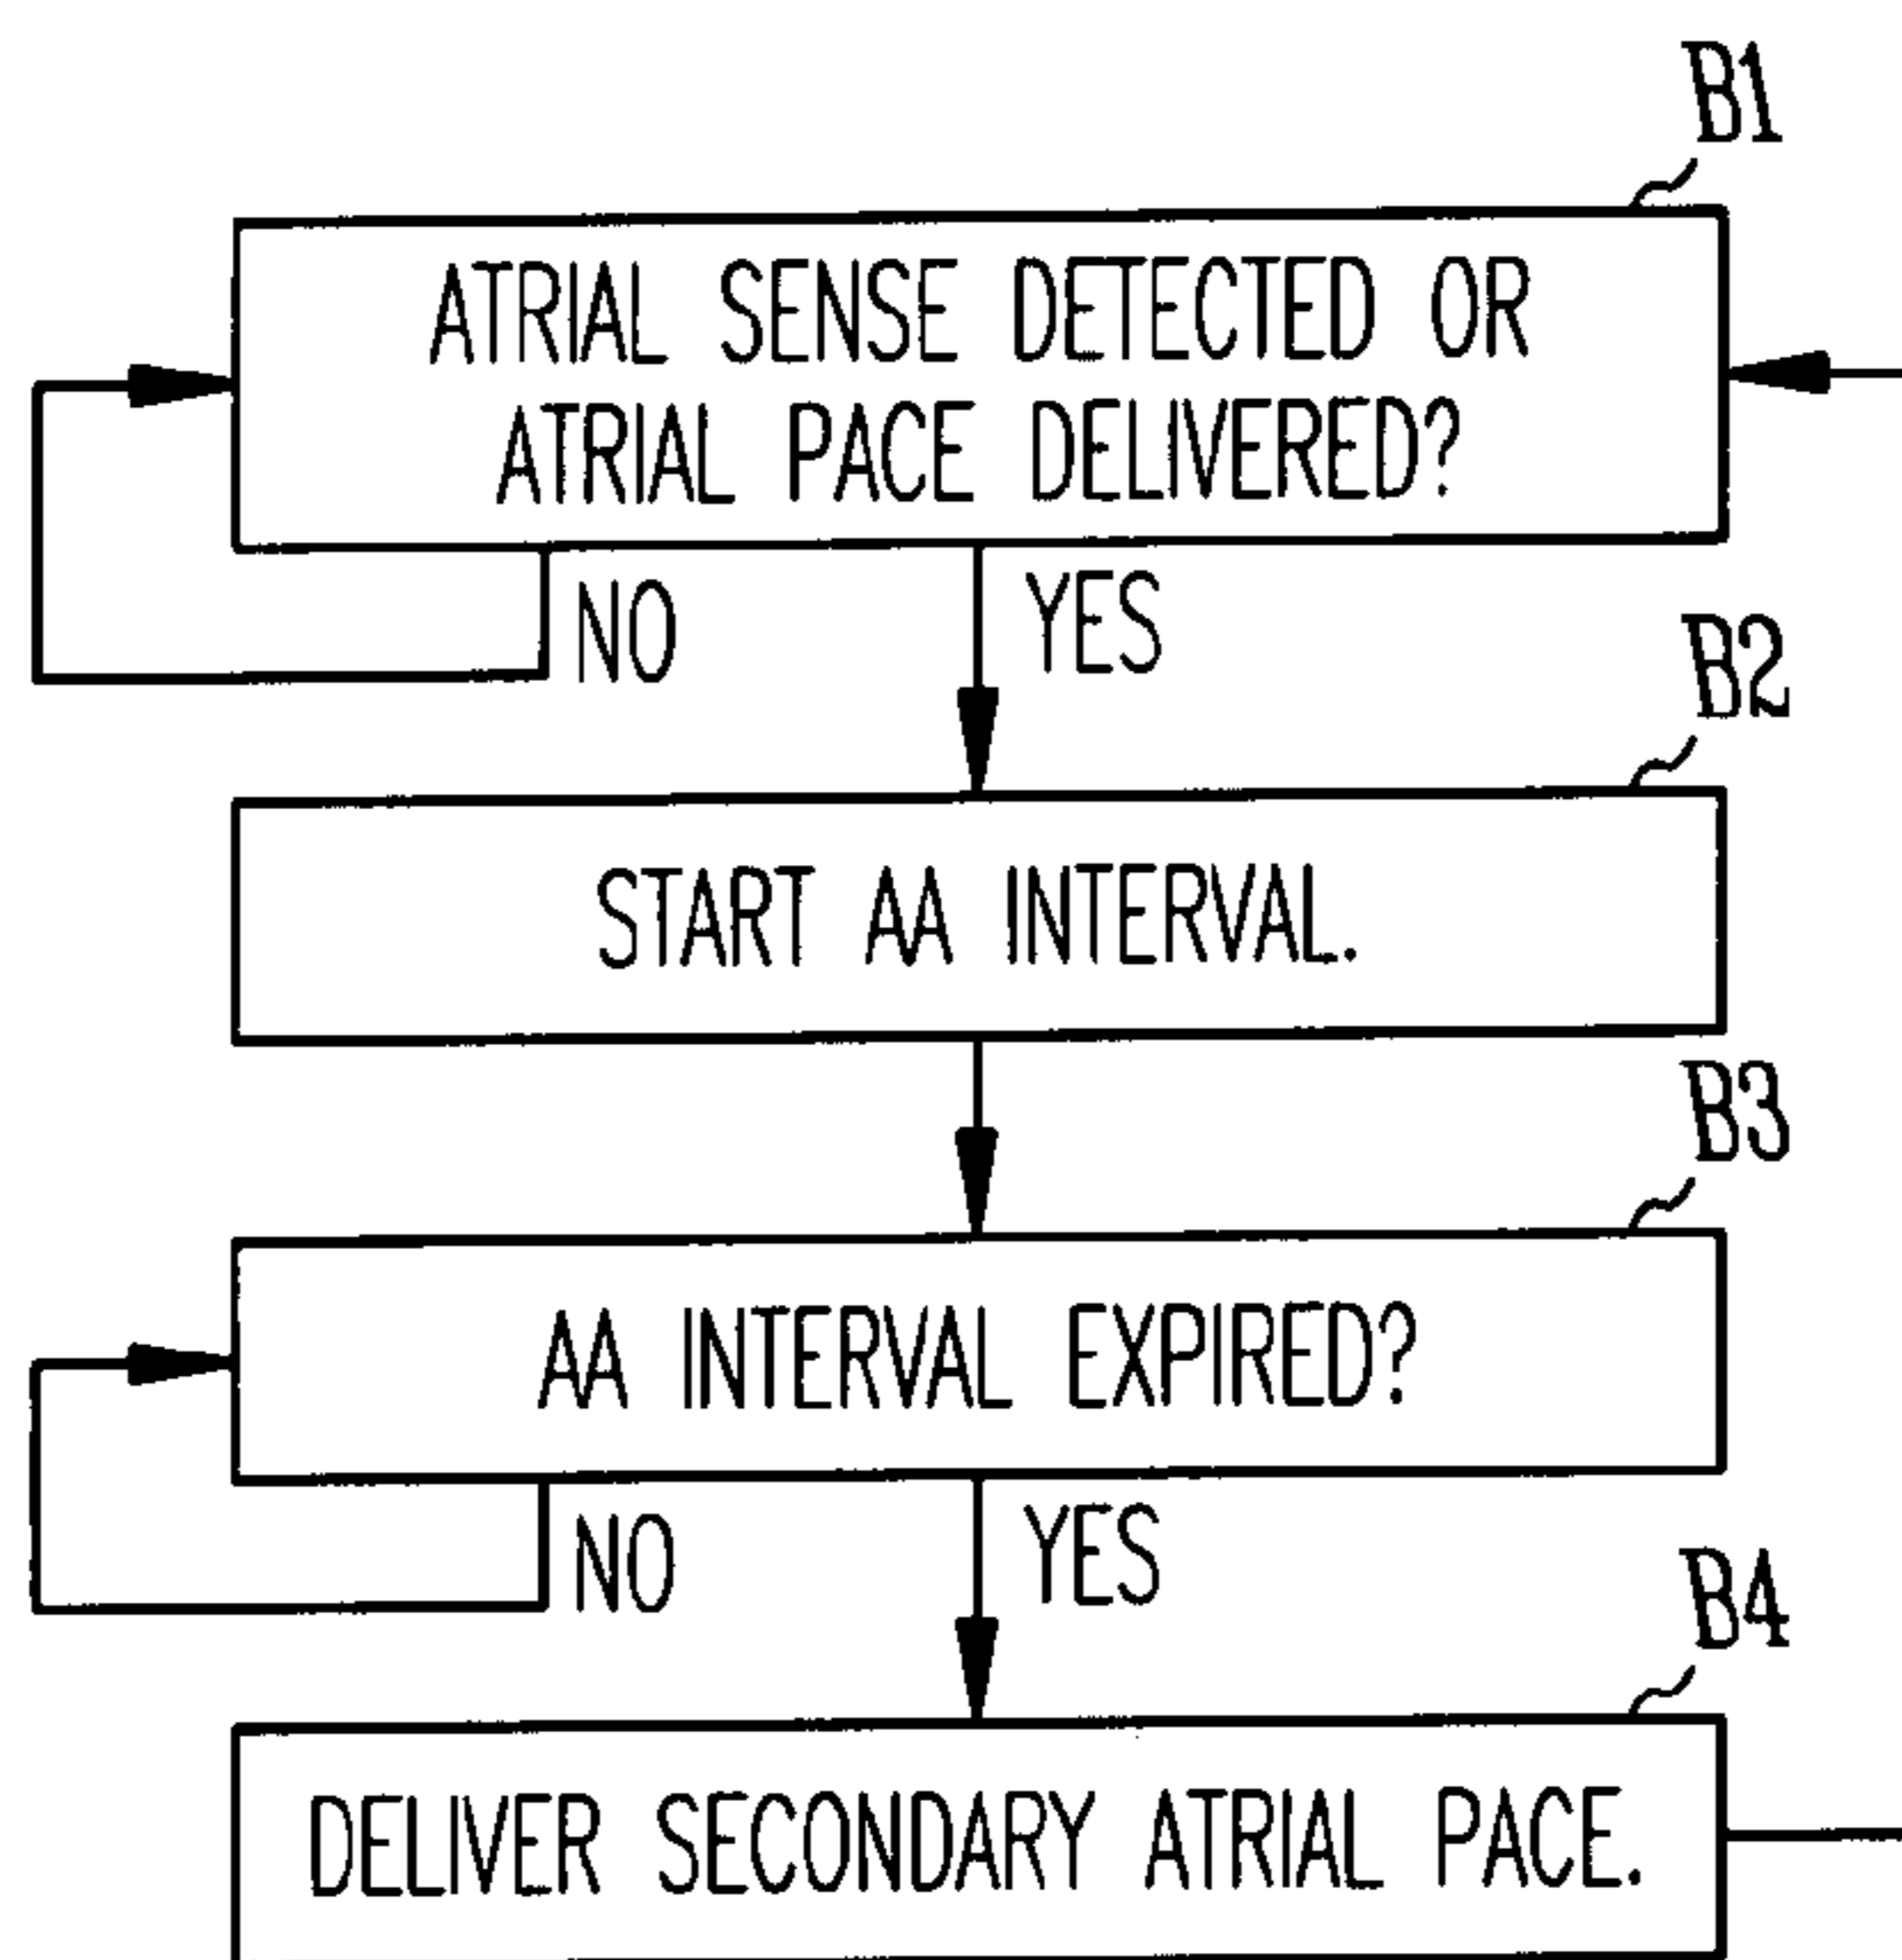 B1
ATRIAL SENSE DETECTED OR
ATRIAL PACE DELIVERED?
NO
YES
B2
START AA INTERVAL.
B3
AA INTERVAL EXPIRED?
NO
YES
B4
DELIVER SECONDARY ATRIAL PACE.